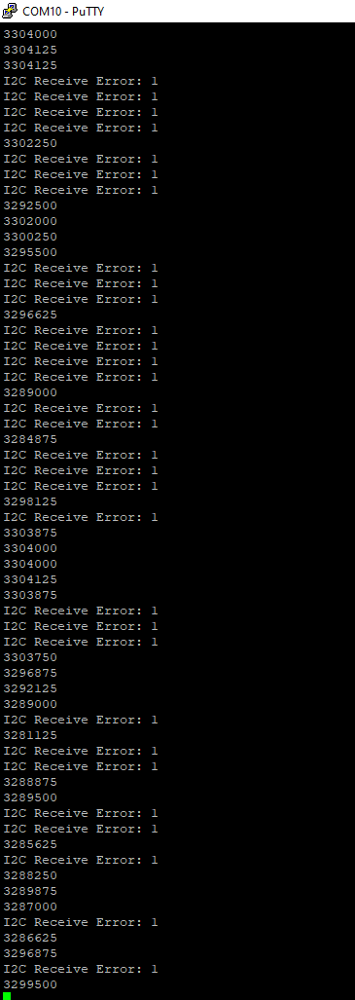 COM10 - PuTTY
3304000
3304125
3304125
I2C Receive Error: 1
I2C Receive Error: 1
I2C Receive Error: 1
I2C Receive Error: 1
3302250
I2C Receive Error: 1
I2C Receive Error: 1
I2C Receive Error: 1
3292500
3302000
3300250
3295500
I2C Receive Error: 1
I2C Receive Error: 1
I2C Receive Error: 1
3296625
I2C Receive Error: 1
I2C Receive Error: 1
I2C Receive Error: 1
I2C Receive Error: 1
3289000
I2C Receive Error: 1
I2C Receive Error: 1
3284875
I2C Receive Error: 1
I2C Receive Error: 1
I2C Receive Error: 1
3298125
I2C Receive Error: 1
3303875
3304000
3304000
3304125
3303875
I2C Receive Error: 1
I2C Receive Error: 1
I2C Receive Error: 1
3303750
3296875
3292125
3289000
I2C Receive Error: 1
3281125
I2C Receive Error: 1
I2C Receive Error: 1
3288875
3289500
I2C Receive Error: 1
I2C Receive Error: 1
3285625
I2C Receive Error: 1
3288250
3289875
3287000
I2C Receive Error: 1
3286625
3296875
I2C Receive Error: 1
3299500